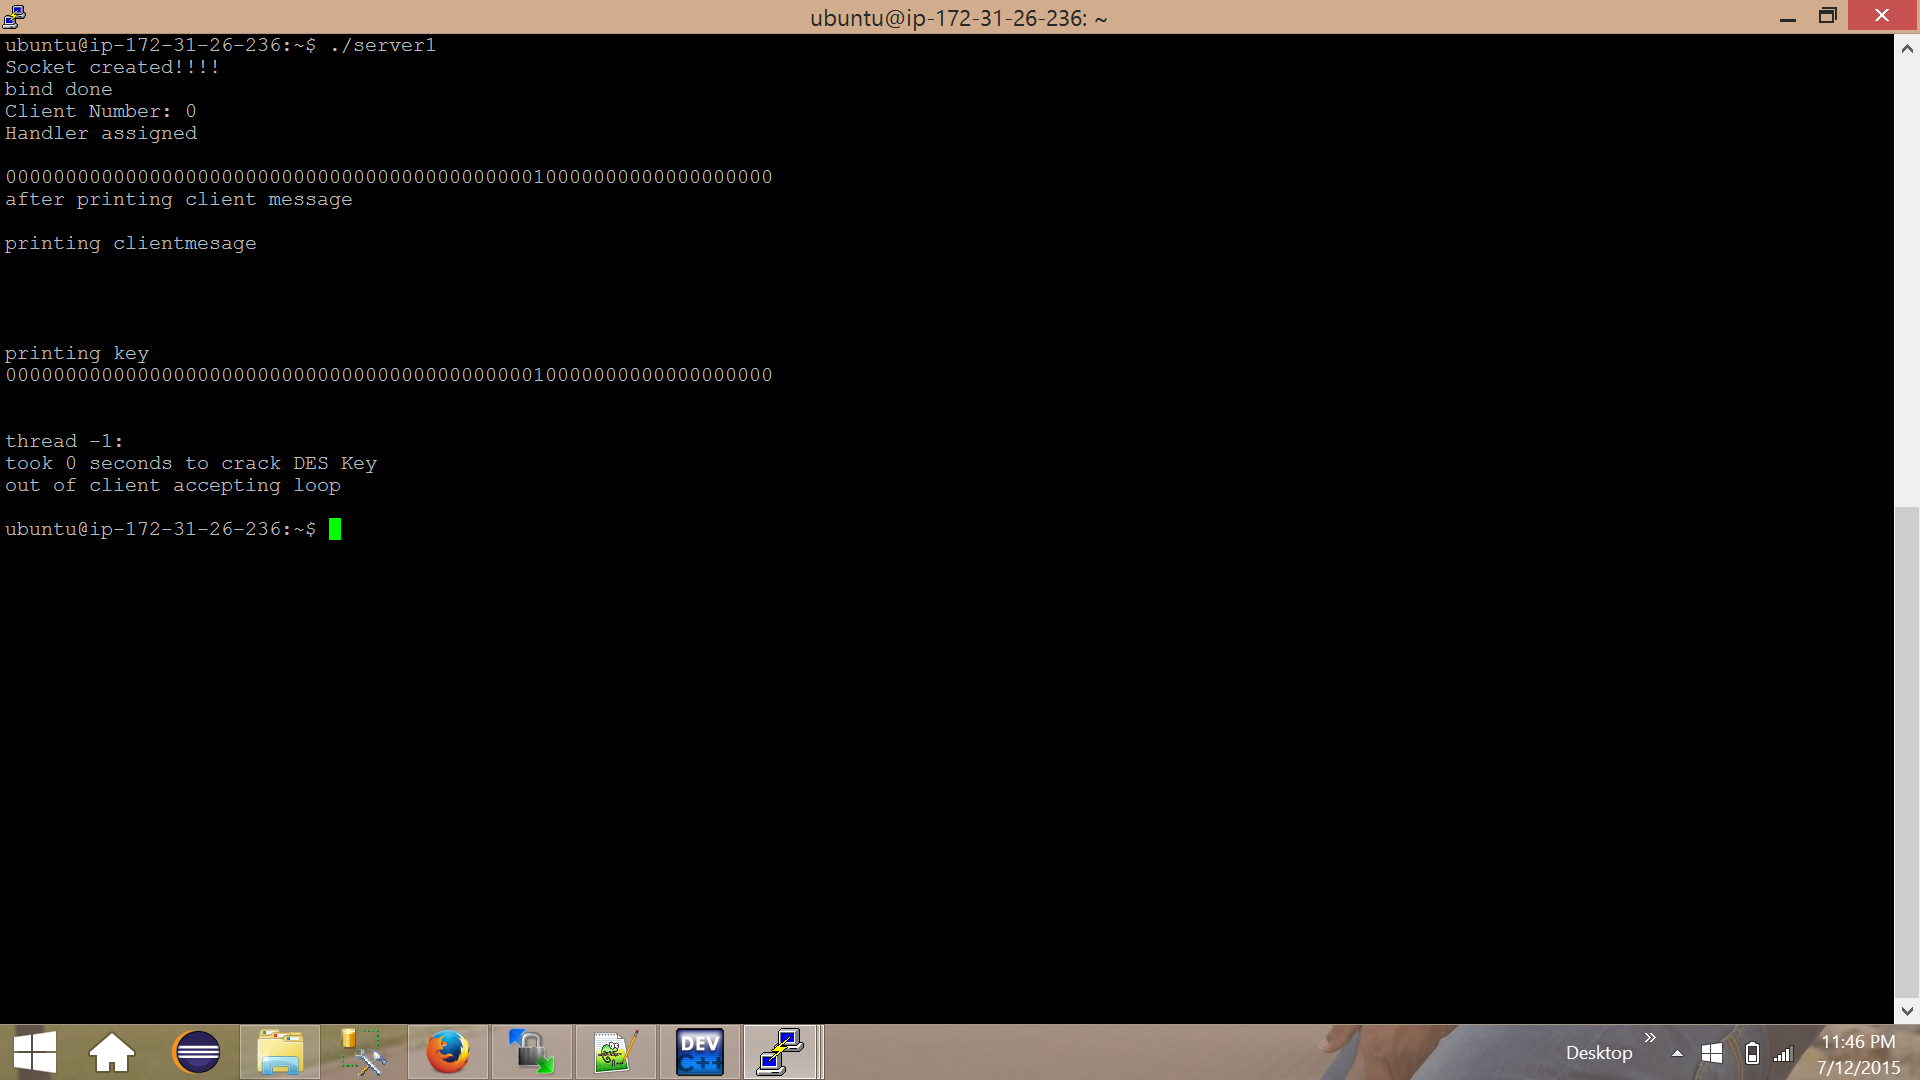 ubuntu@ip-172-31-26-236: ~
ubuntu@ip-172-31-26-236:~$ ./server1
Socket created!!!!
bind done
Client Number: 0
Handler assigned
0000000000000000000000000000000000000000000010000000000000000000
after printing client message
printing clientmesage
printing key
0000000000000000000000000000000000000000000010000000000000000000
thread -1:
took 0 seconds to crack DES Key
out of client accepting loop
ubuntu@ip-172-31-26-236:~$
DEV
C++
Desktop
11:46 PM
7/12/2015